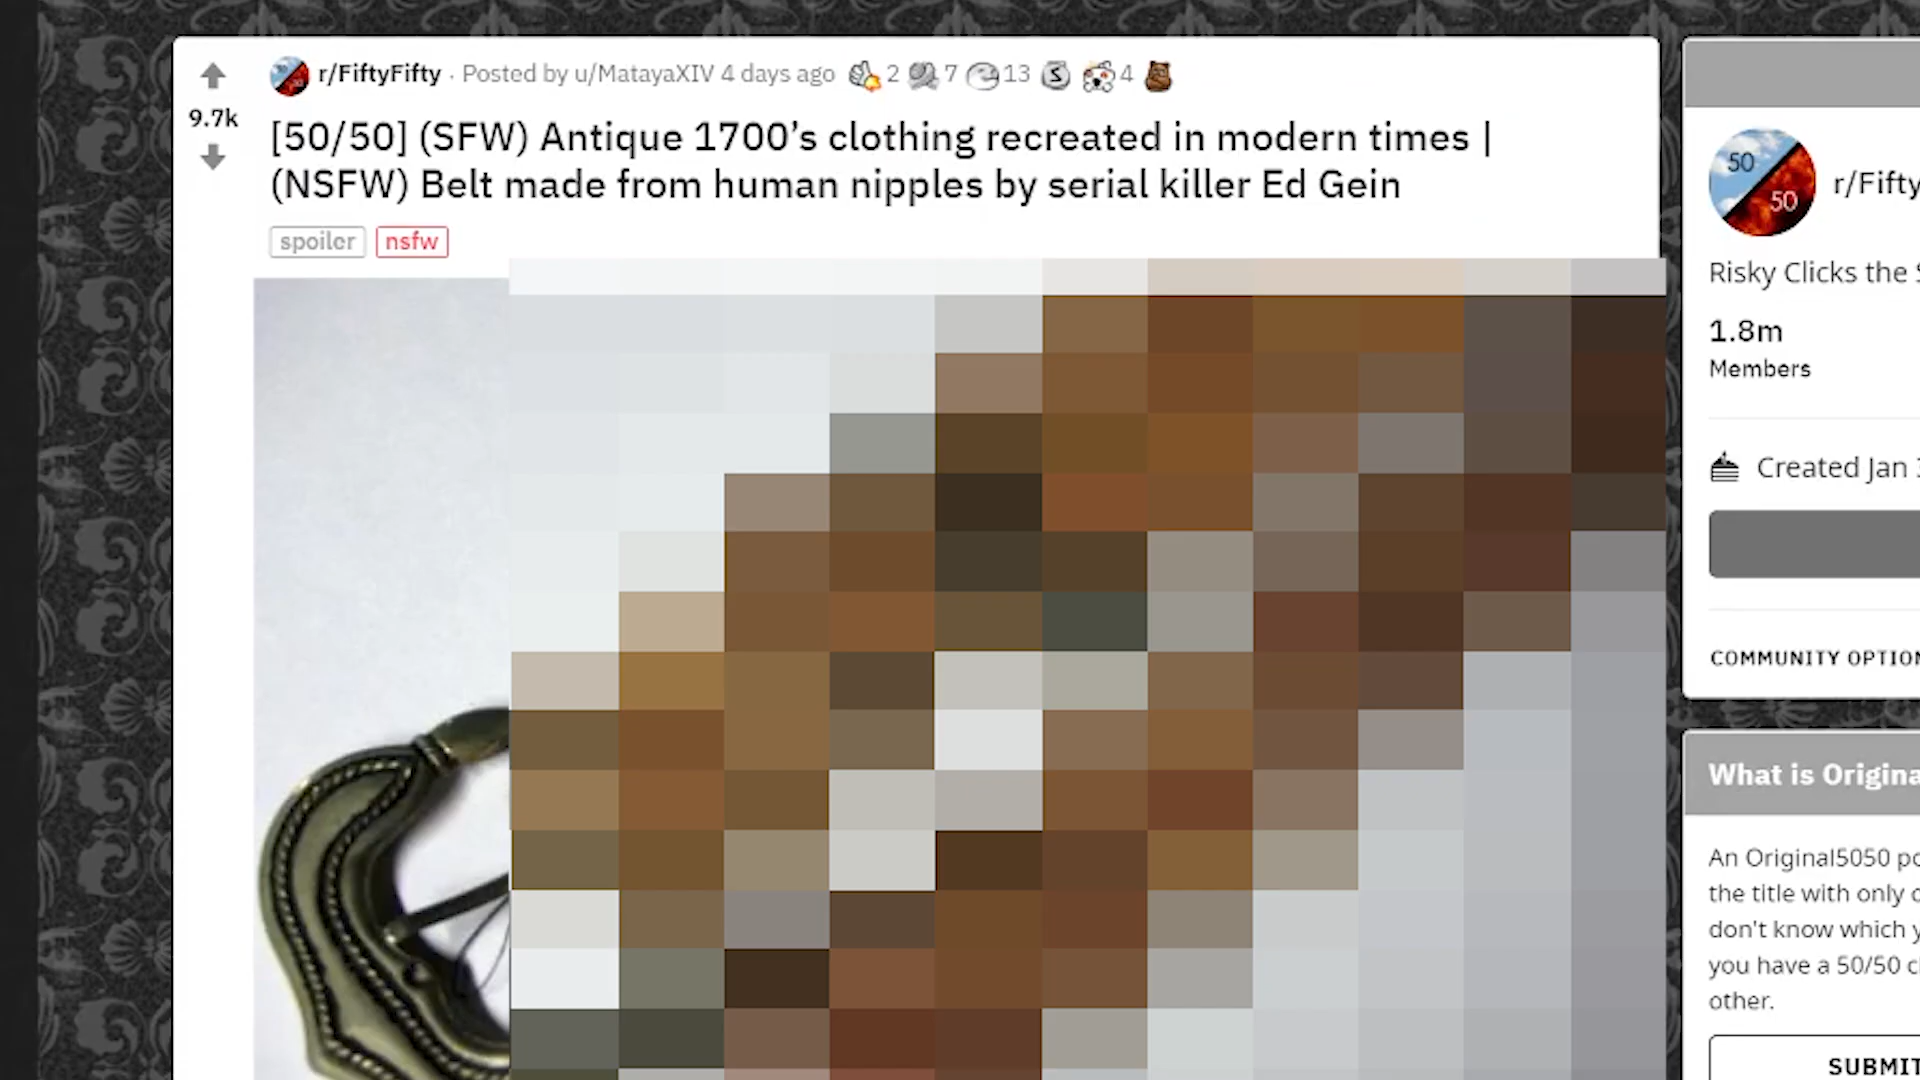 r/FiftyFifty · Posted by u/MatayaXIV 4 days ago 2 7 13 S 4
9.7k
[50/50] (SFW) Antique 1700’s clothing recreated in modern times |
(NSFW) Belt made from human nipples by serial killer Ed Gein
spoiler nsfw
50
50
r/Fifty
Risky Clicks the
1.8m
Members
Created Jan
COMMUNITY OPTION
What is Origina
An Original5050 po
the title with only
don't know which y
you have a 50/50 c
other.
SUBMIT